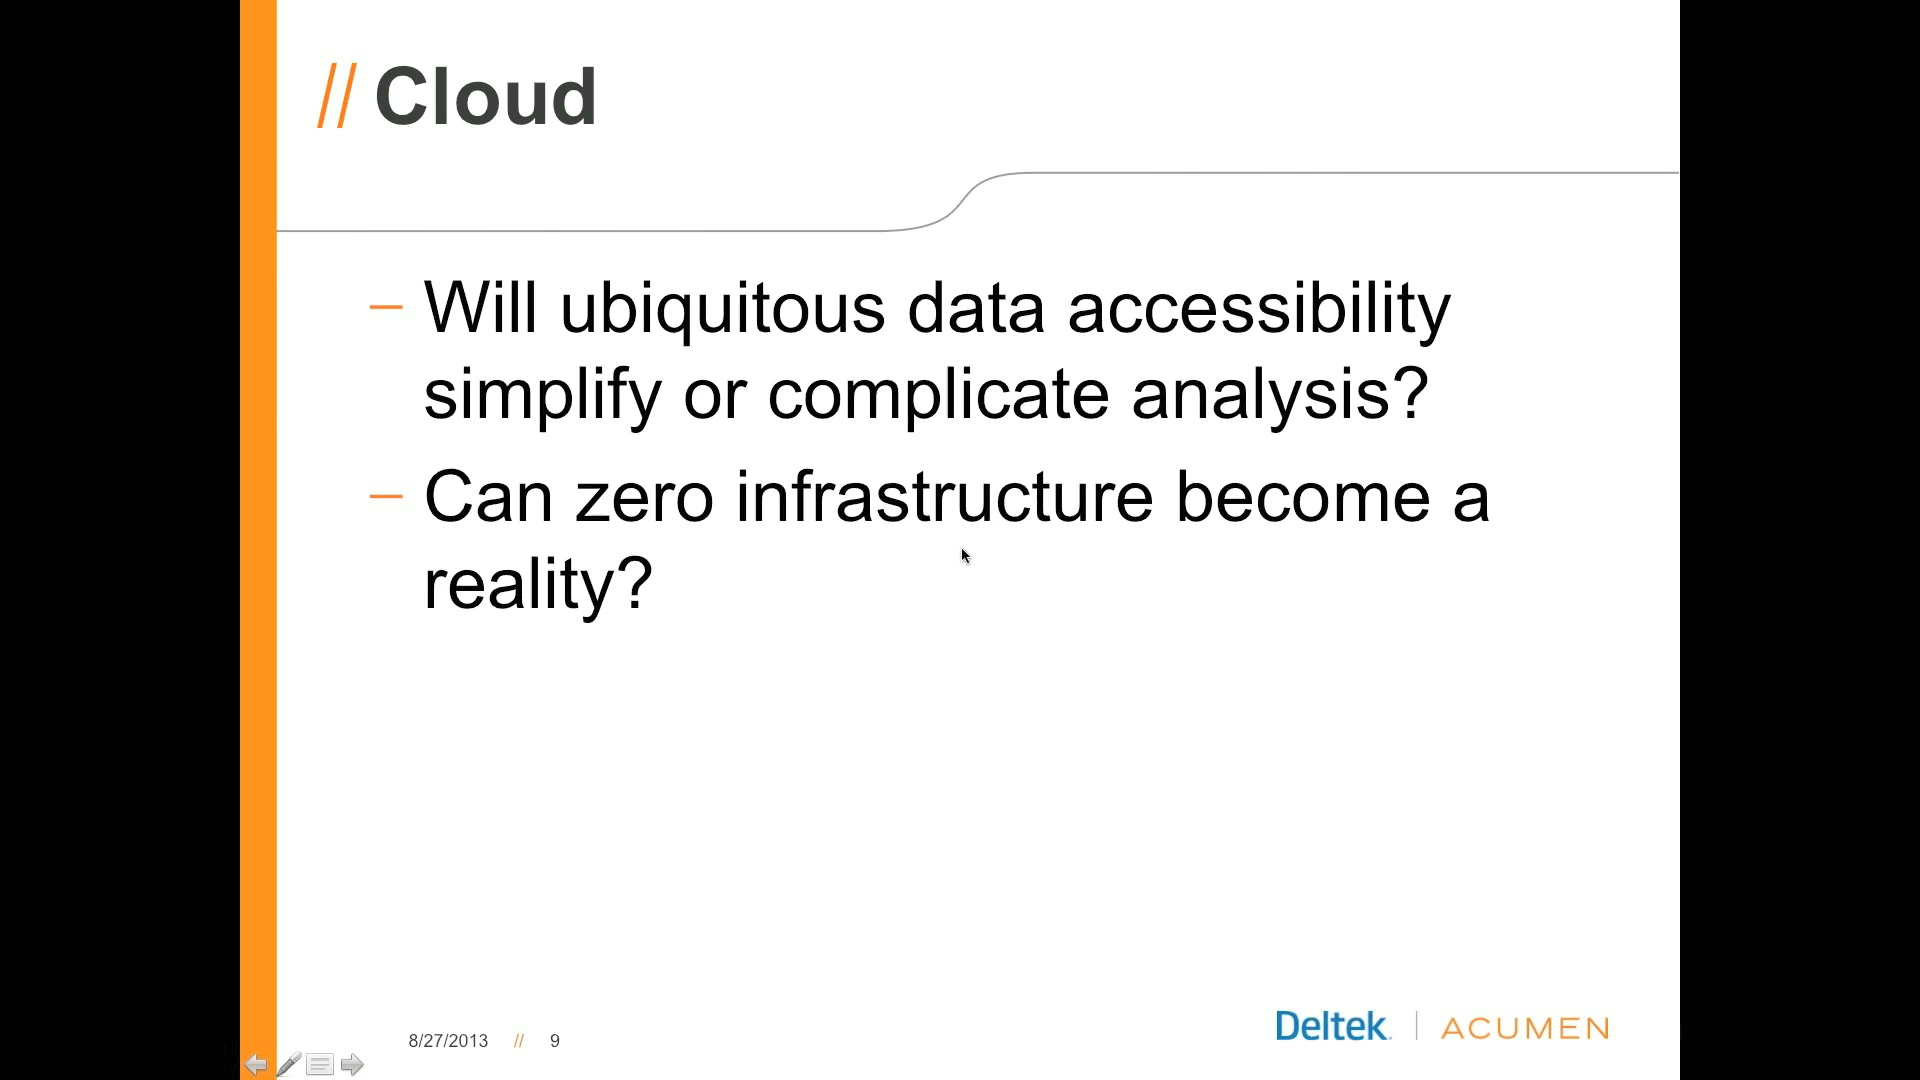 // Cloud
– Will ubiquitous data accessibility
simplify or complicate analysis?
– Can zero infrastructure become a
reality?
8/27/2013 // 9
Deltek | ACUMEN